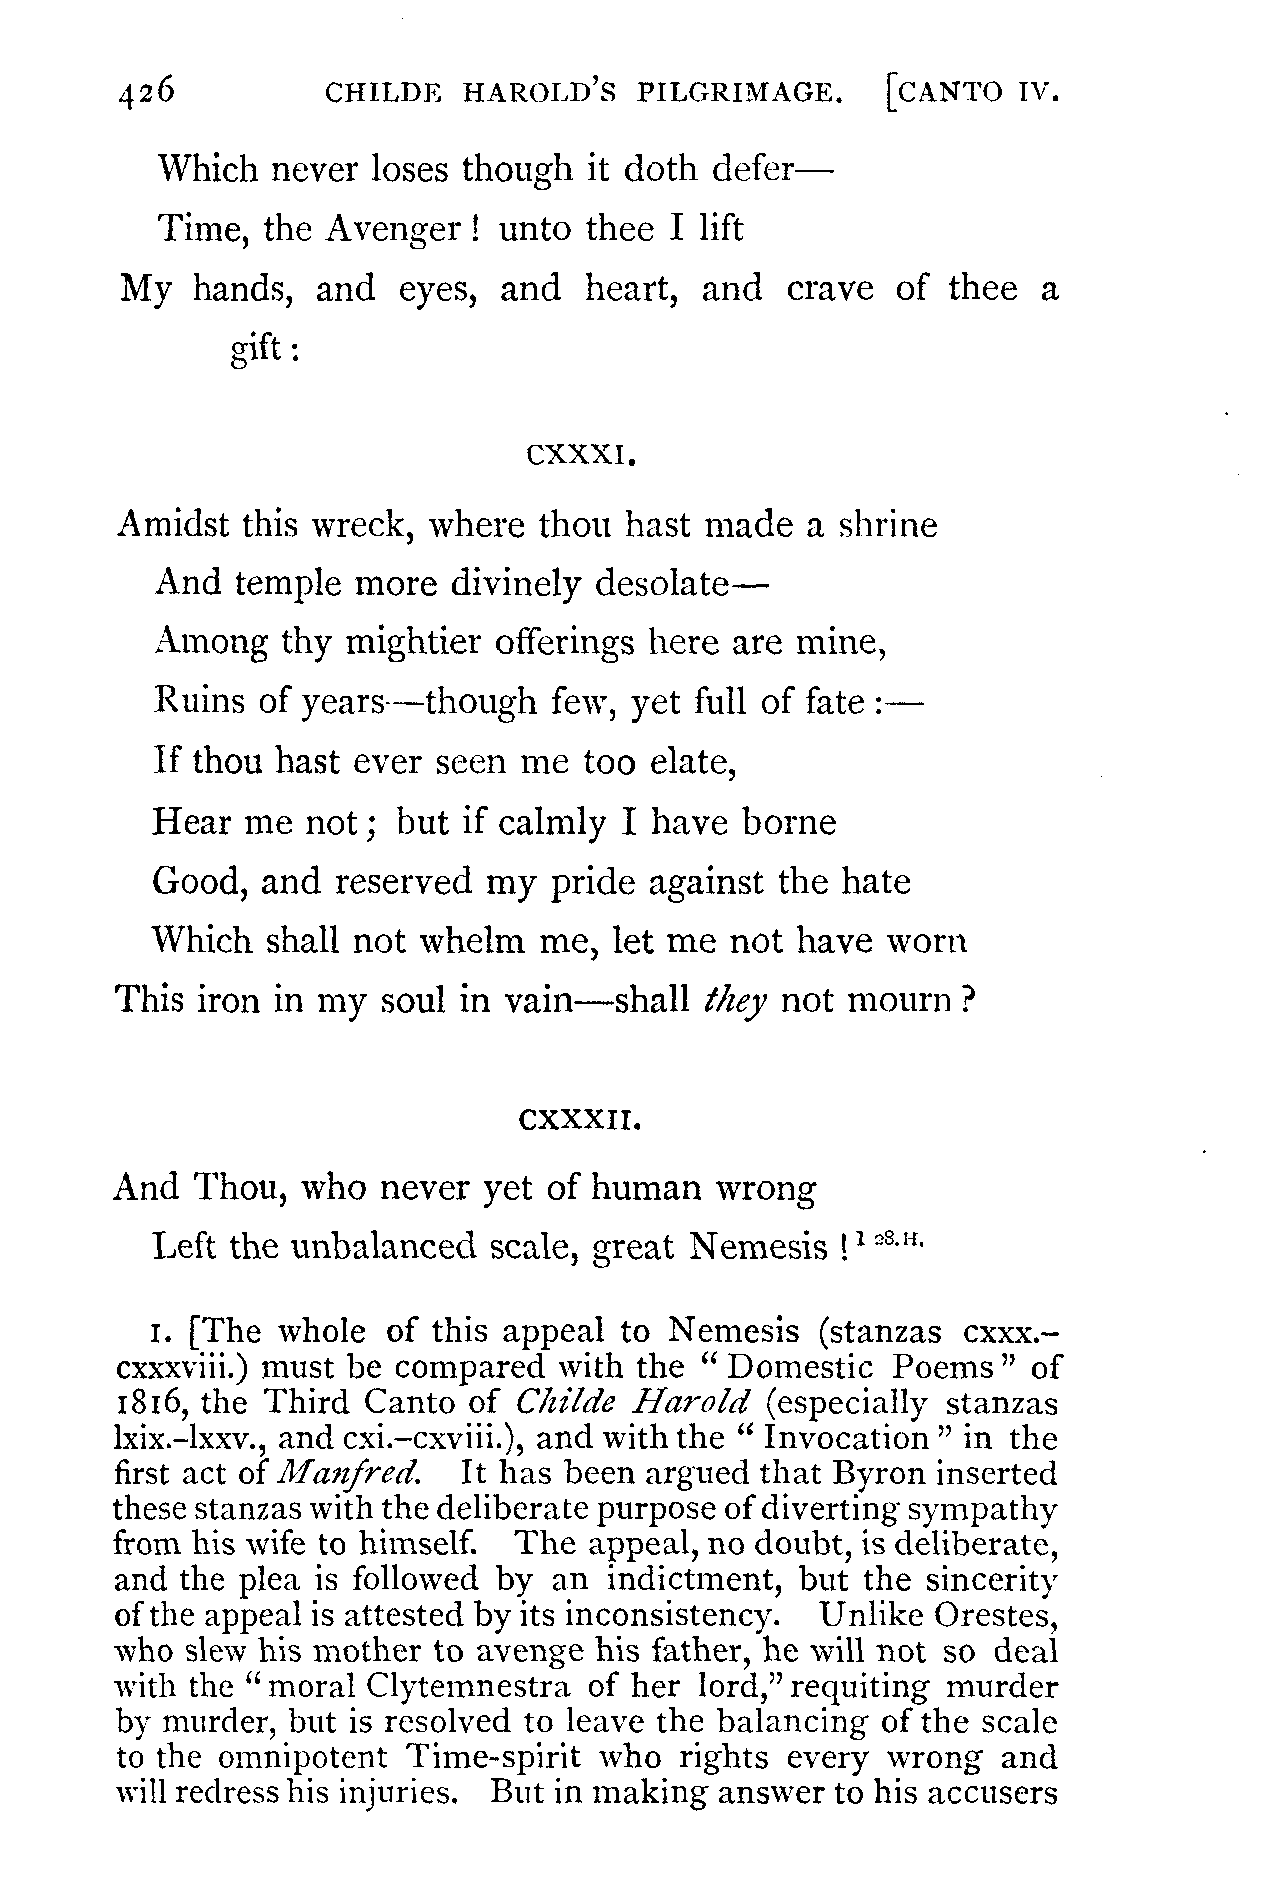 426 CHILDE HAROLD'S PILGRIMAGE. [CANTO IV.
Which never loses though it doth defer—
Time, the Avenger! unto thee I lift
My hands, and eyes, and heart, and crave of thee a
gift:
CXXXI.
Amidst this wreck, where thou hast made a shrine
And temple more divinely desolate—
Among thy mightier offerings here are mine,
Ruins of years—though few, yet full of fate:—
If thou hast ever seen me too elate,
Hear me not; but if calmly I have borne
Good, and reserved my pride against the hate
Which shall not whelm me, let me not have worn
This iron in my soul in vain—shall they not mourn?
CXXXII.
And Thou, who never yet of human wrong
Left the unbalanced scale, great Nemesis! 1 28.H.
1. [The whole of this appeal to Nemesis (stanzas cxxx.–
cxxxviii.) must be compared with the "Domestic Poems" of
1816, the Third Canto of Childe Harold (especially stanzas
lxix.–lxxv., and cxi.–cxviii.), and with the "Invocation" in the
first act of Manfred. It has been argued that Byron inserted
these stanzas with the deliberate purpose of diverting sympathy
from his wife to himself. The appeal, no doubt, is deliberate,
and the plea is followed by an indictment, but the sincerity
of the appeal is attested by its inconsistency. Unlike Orestes,
who slew his mother to avenge his father, he will not so deal
with the "moral Clytemnestra of her lord," requiting murder
by murder, but is resolved to leave the balancing of the scale
to the omnipotent Time-spirit who rights every wrong and
will redress his injuries. But in making answer to his accusers